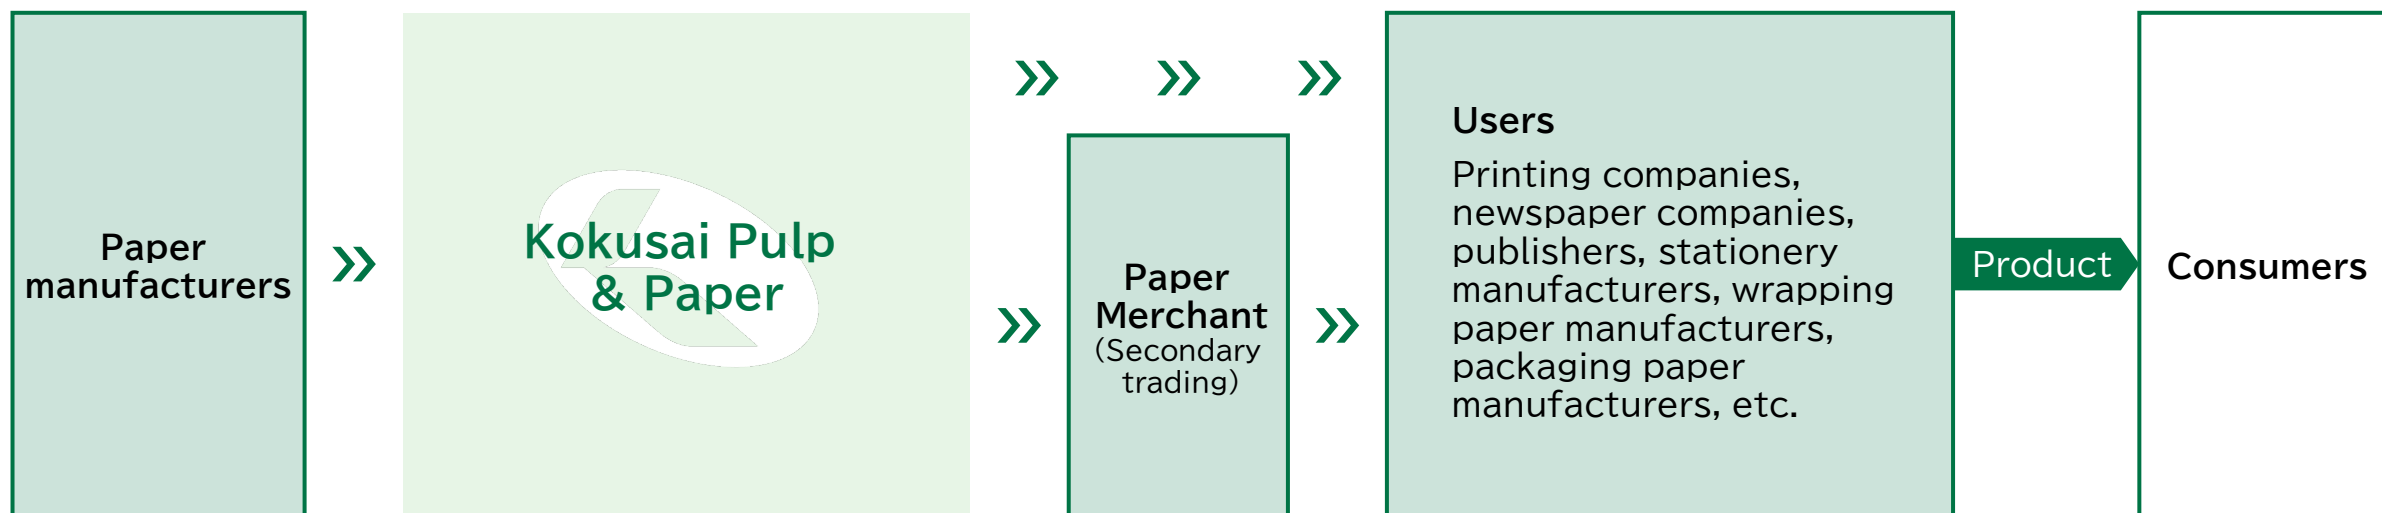 Paper
manufacturers
Kokusai Pulp
& Paper
Paper
Merchant
(Secondary
trading)
Users
Printing companies,
newspaper companies,
publishers, stationery
manufacturers, wrapping
paper manufacturers,
packaging paper
manufacturers, etc.
Product
Consumers